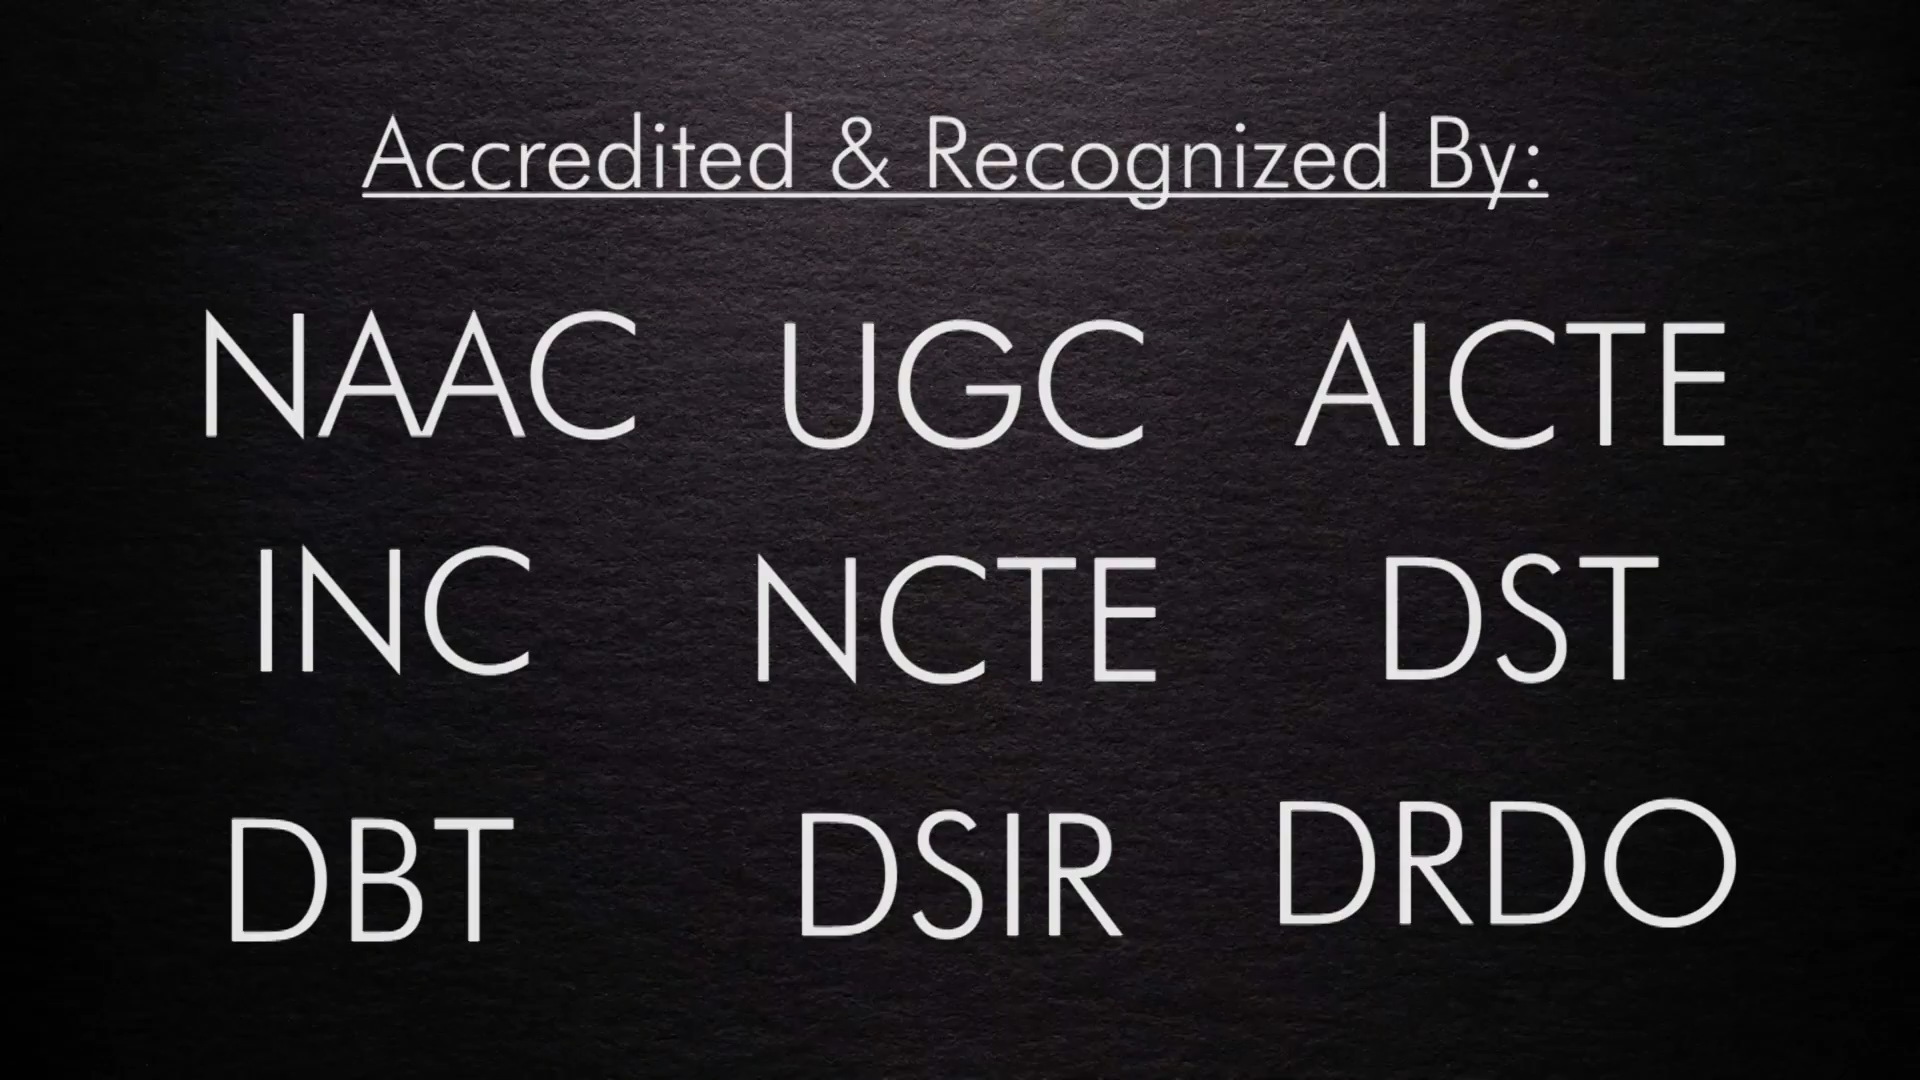 Accredited & Recognized By:
NAAC UGC AICTE
INC NCTE DST
DBT DSIR DRDO